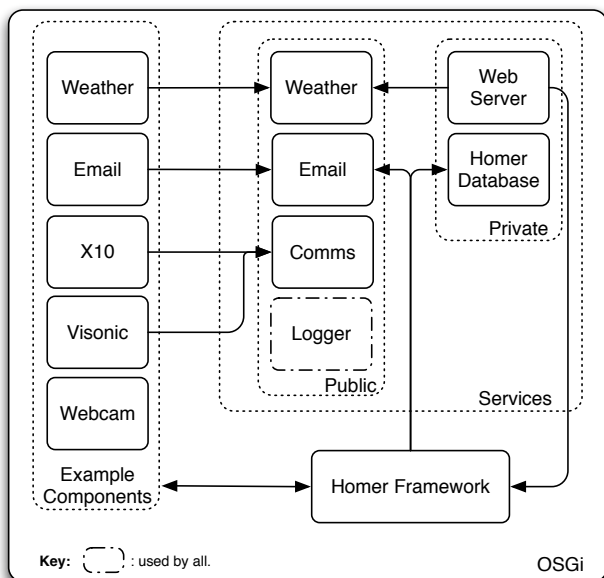 Weather
Email
X10
Visonic
Webcam
Example
Components
Weather
Email
Comms
Logger
Public
Web
Server
Homer
Database
Private
Services
Homer Framework
Key: : used by all.
OSGi